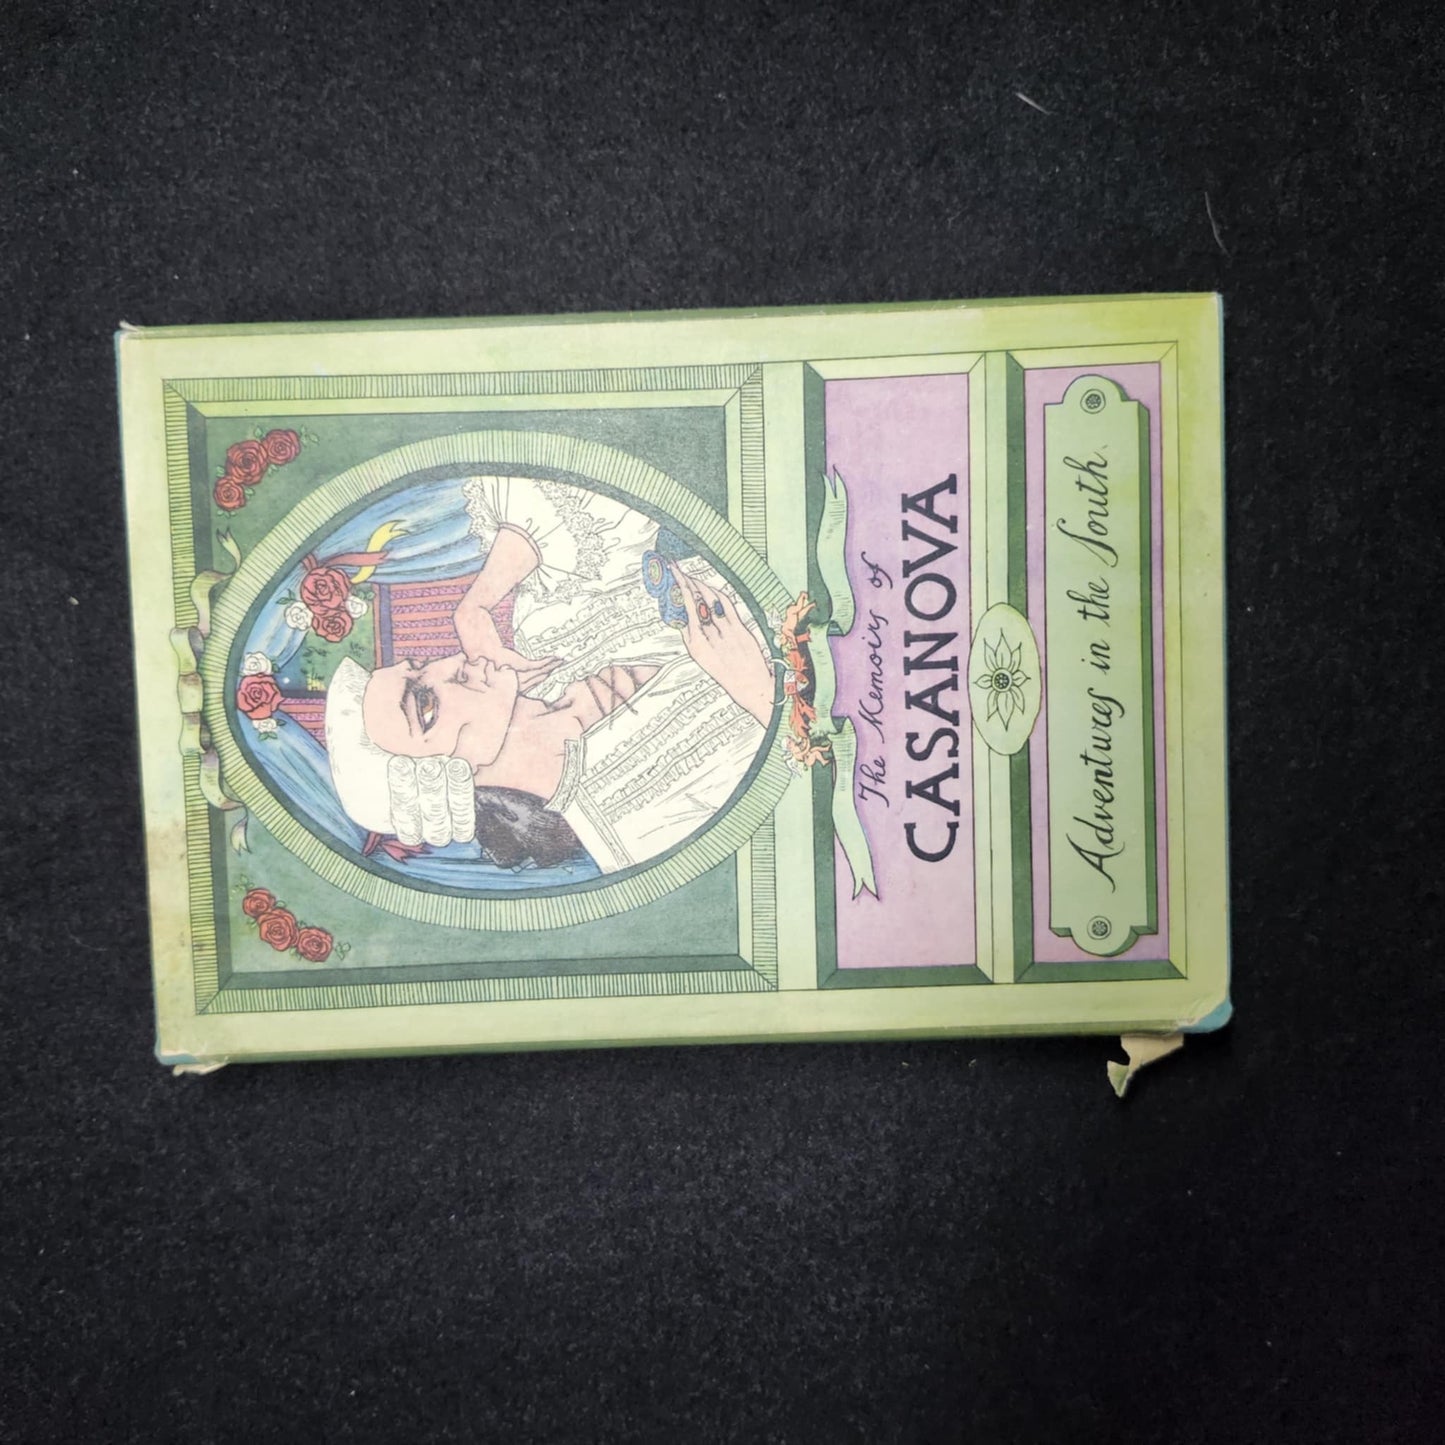 The Memoirs of
CASANOVA
Adventures in the South